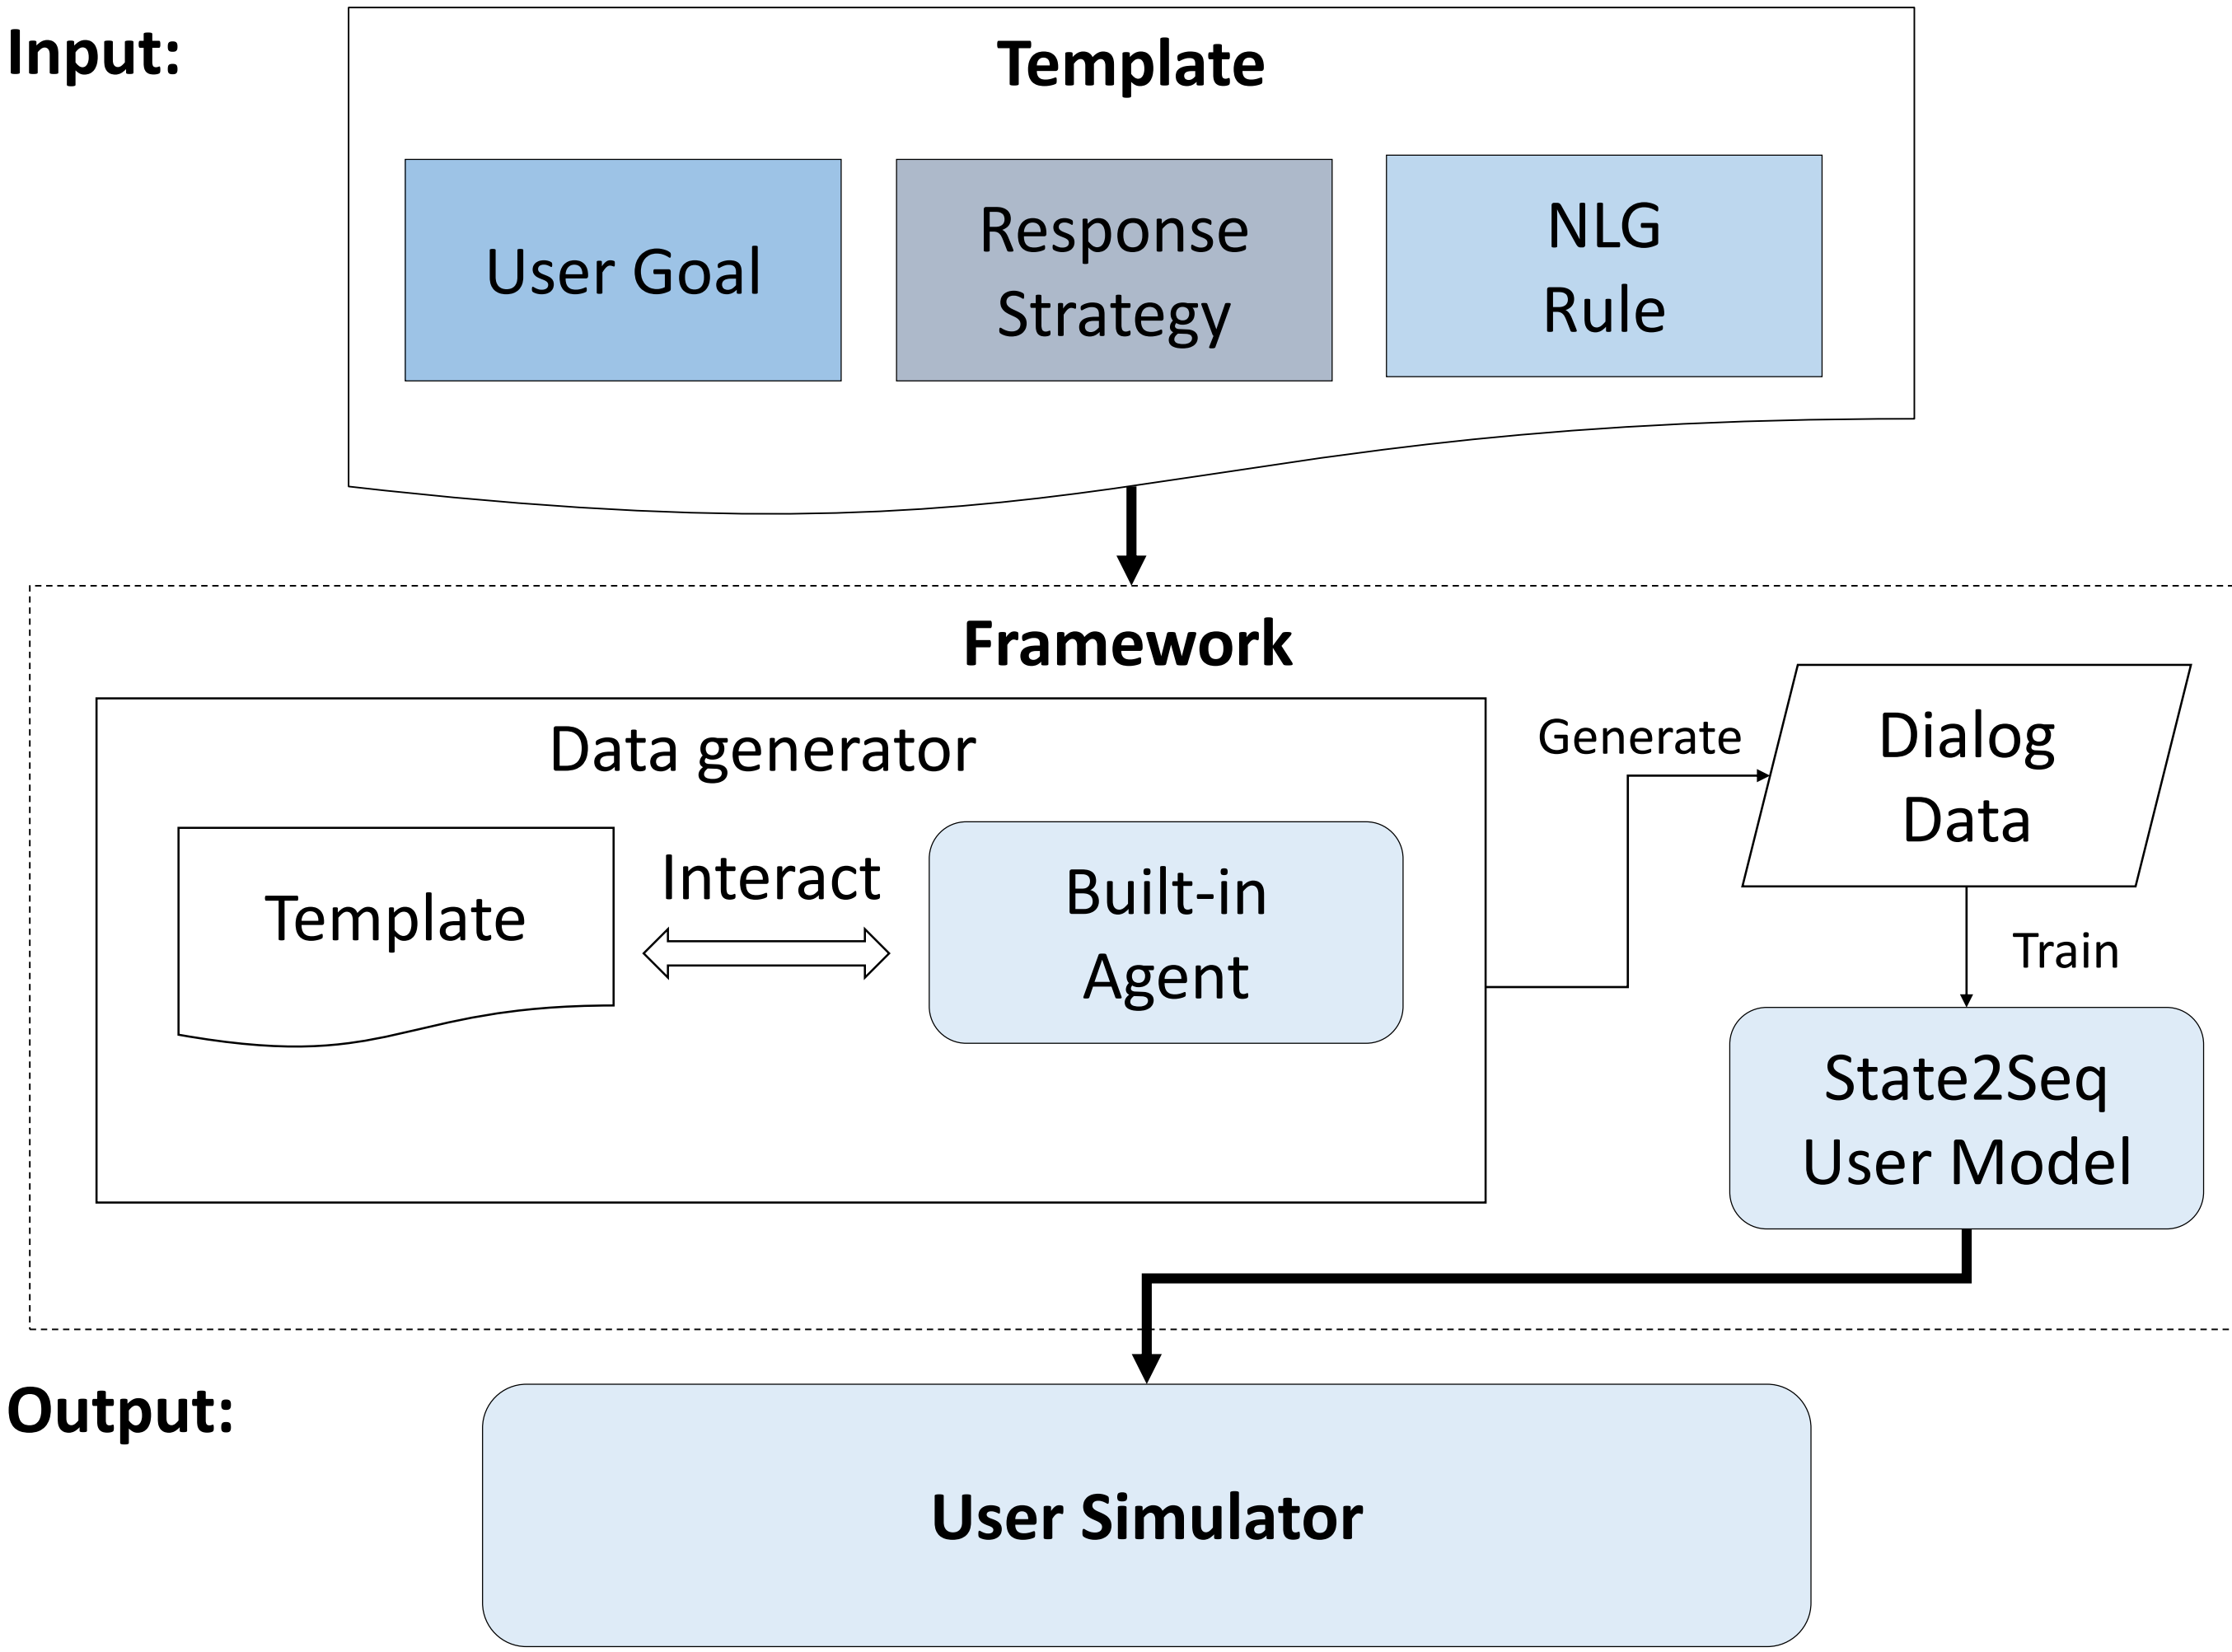 Input:
Template
User Goal
Response
Strategy
NLG
Rule
Framework
Data generator
Template
Interact
Built-in
Agent
Generate
Dialog
Data
Train
State2Seq
User Model
Output:
User Simulator